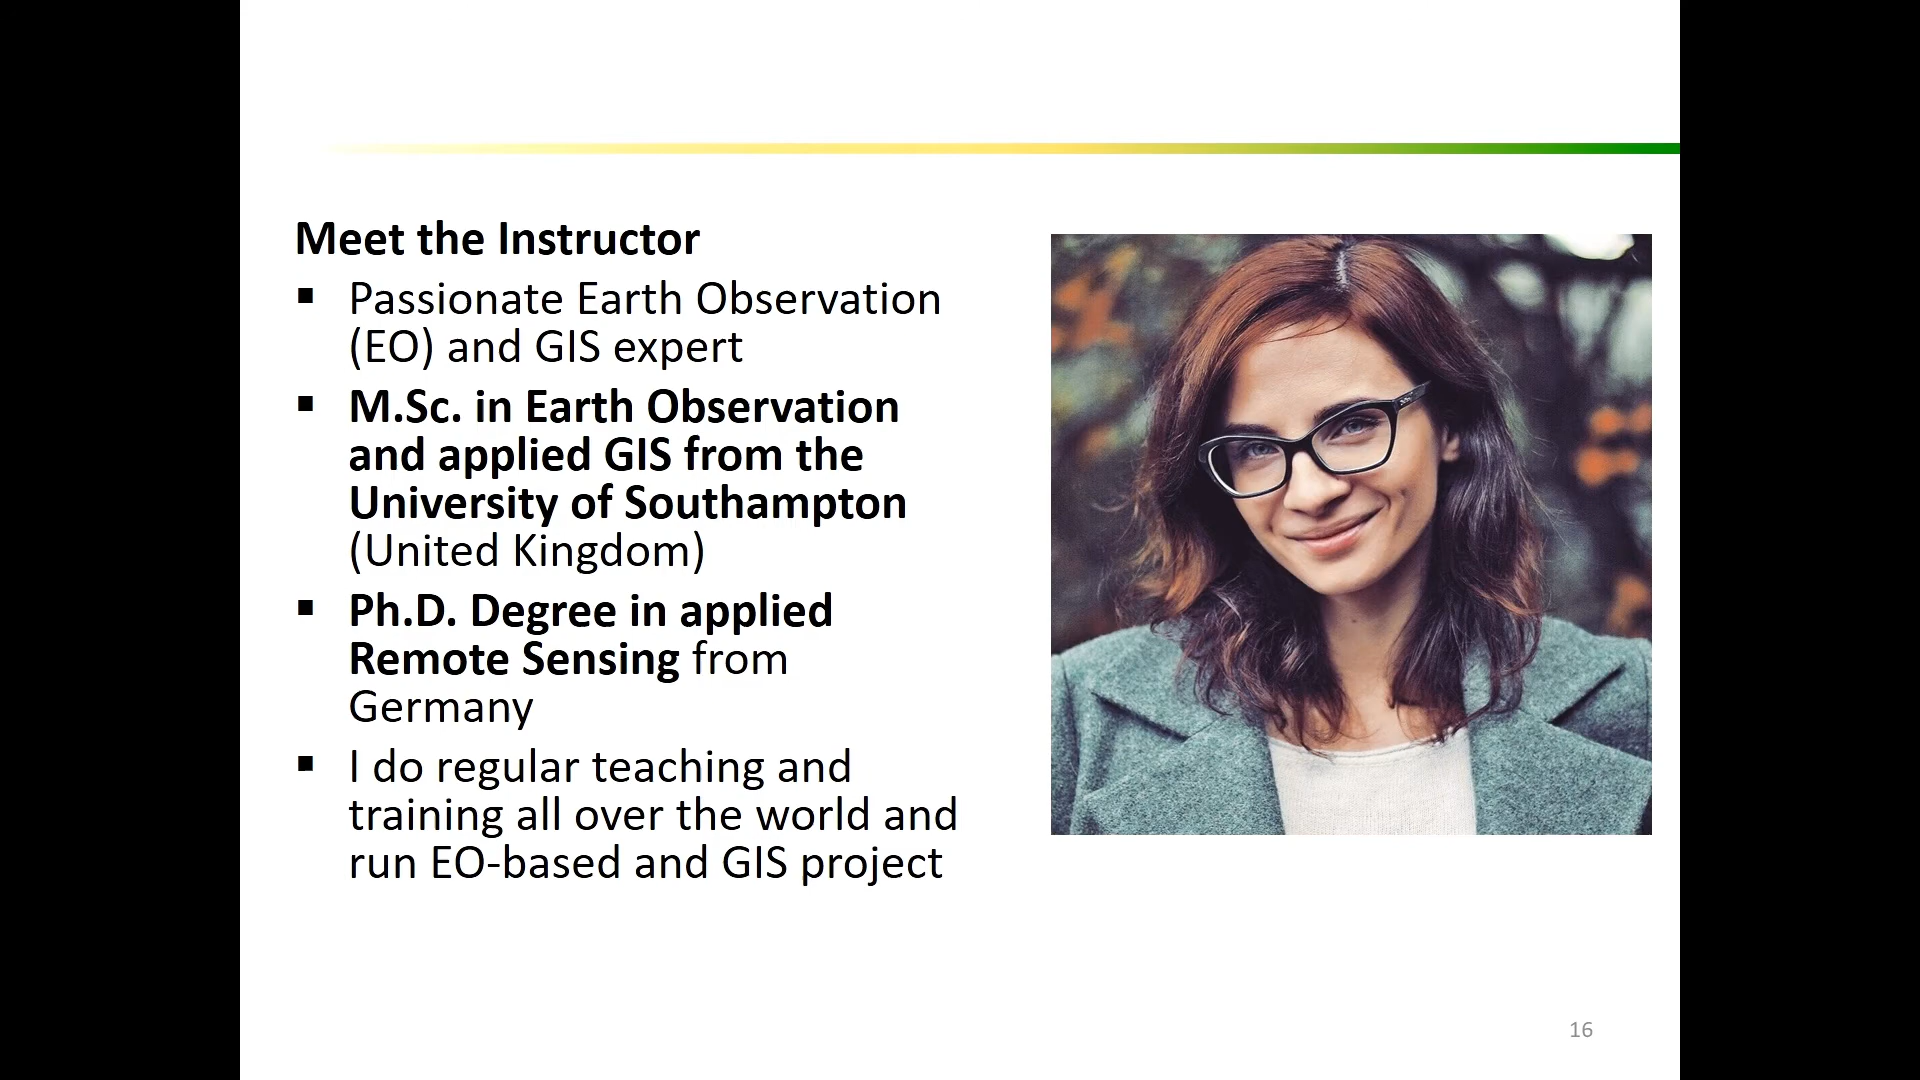 Meet the Instructor
▪ Passionate Earth Observation
(EO) and GIS expert
▪ M.Sc. in Earth Observation
and applied GIS from the
University of Southampton
(United Kingdom)
▪ Ph.D. Degree in applied
Remote Sensing from
Germany
▪ I do regular teaching and
training all over the world and
run EO-based and GIS project
16